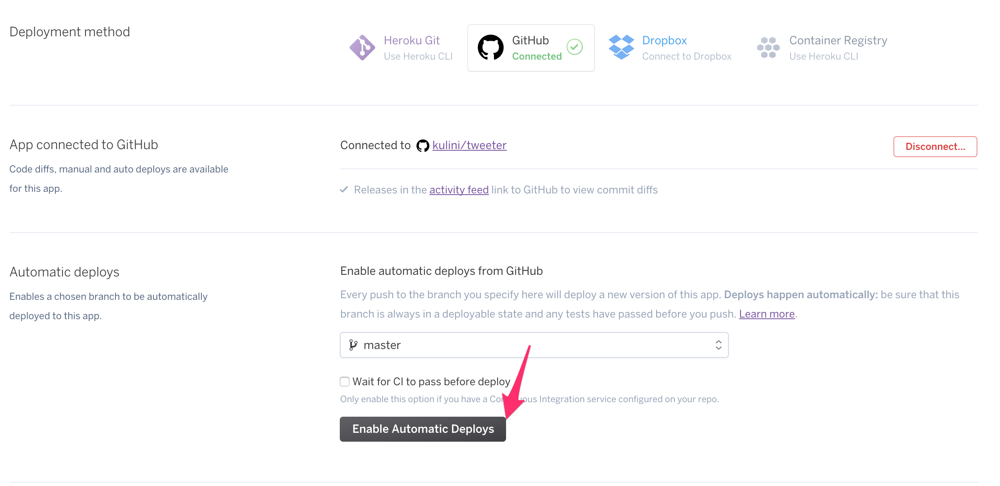 Deployment method
Heroku Git
Use Heroku CLI
GitHub
Connected
Dropbox
Connect to Dropbox
Container Registry
Use Heroku CLI
App connected to GitHub
Code diffs, manual and auto deploys are available
for this app.
Connected to kulini/tweeter
Disconnect...
Releases in the activity feed link to GitHub to view commit diffs
Automatic deploys
Enables a chosen branch to be automatically
deployed to this app.
Enable automatic deploys from GitHub
Every push to the branch you specify here will deploy a new version of this app. Deploys happen automatically: be sure that this
branch is always in a deployable state and any tests have passed before you push. Learn more.
master
Wait for CI to pass before deploy
Only enable this option if you have a Continuous Integration service configured on your repo.
Enable Automatic Deploys